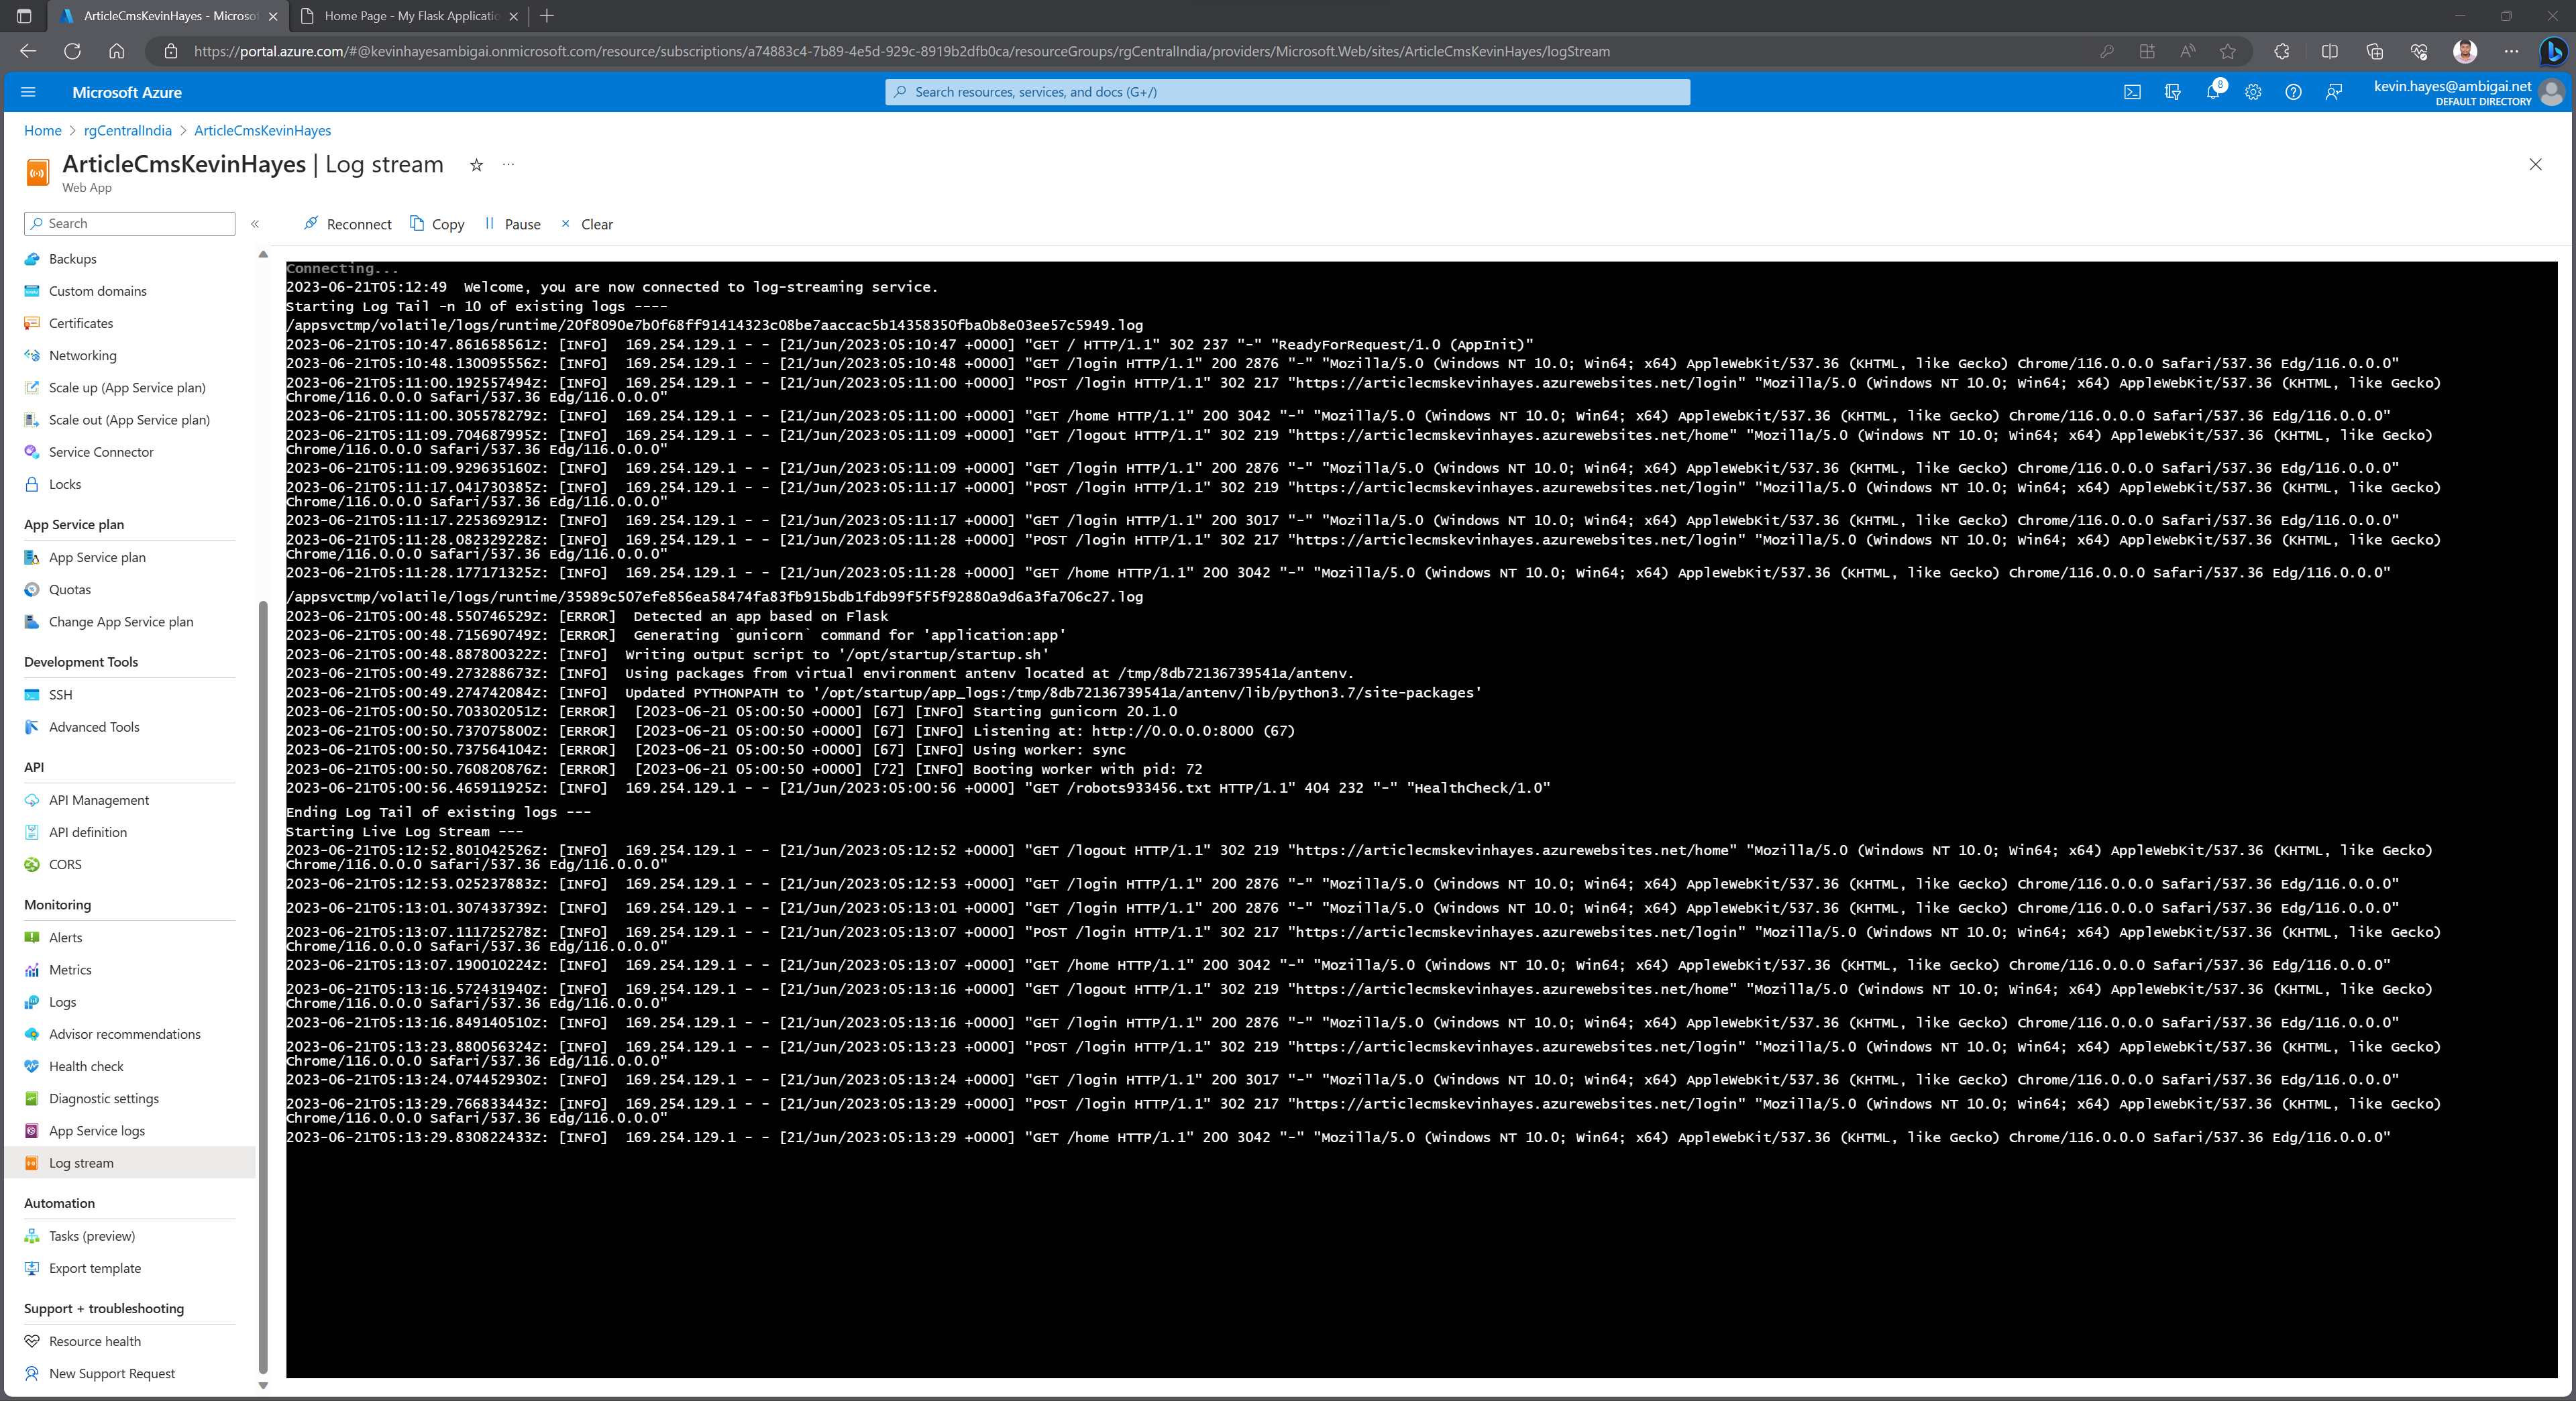 ArticleCmsKevinHayes - Microsof
Home Page - My Flask Applicatio
https://portal.azure.com/#@kevinhayesambigai.onmicrosoft.com/resource/subscriptions/a74883c4-7b89-4e5d-929c-8919b2dfb0ca/resourceGroups/rgCentralIndia/providers/Microsoft.Web/sites/ArticleCmsKevinHayes/logStream
Microsoft Azure
Search resources, services, and docs (G+/)
8
kevin.hayes@ambigai.net
DEFAULT DIRECTORY
Home > rgCentralIndia > ArticleCmsKevinHayes
ArticleCmsKevinHayes | Log stream
Web App
Search
Reconnect Copy Pause Clear
Backups
Custom domains
Certificates
Networking
Scale up (App Service plan)
Scale out (App Service plan)
Service Connector
Locks
App Service plan
App Service plan
Quotas
Change App Service plan
Development Tools
SSH
Advanced Tools
API
API Management
API definition
CORS
Monitoring
Alerts
Metrics
Logs
Advisor recommendations
Health check
Diagnostic settings
App Service logs
Log stream
Automation
Tasks (preview)
Export template
Support + troubleshooting
Resource health
New Support Request
Connecting...
2023-06-21T05:12:49  Welcome, you are now connected to log-streaming service.
Starting Log Tail -n 10 of existing logs ----
/appsvctmp/volatile/logs/runtime/20f8090e7b0f68ff91414323c08be7aaccac5b14358350fba0b8e03ee57c5949.log
2023-06-21T05:10:47.861658561Z: [INFO]  169.254.129.1 - - [21/Jun/2023:05:10:47 +0000] "GET / HTTP/1.1" 302 237 "-" "ReadyForRequest/1.0 (AppInit)"
2023-06-21T05:10:48.130095556Z: [INFO]  169.254.129.1 - - [21/Jun/2023:05:10:48 +0000] "GET /login HTTP/1.1" 200 2876 "-" "Mozilla/5.0 (Windows NT 10.0; Win64; x64) AppleWebKit/537.36 (KHTML, like Gecko) Chrome/116.0.0.0 Safari/537.36 Edg/116.0.0.0"
2023-06-21T05:11:00.192557494Z: [INFO]  169.254.129.1 - - [21/Jun/2023:05:11:00 +0000] "POST /login HTTP/1.1" 302 217 "https://articlecmskevinhayes.azurewebsites.net/login" "Mozilla/5.0 (Windows NT 10.0; Win64; x64) AppleWebKit/537.36 (KHTML, like Gecko)
Chrome/116.0.0.0 Safari/537.36 Edg/116.0.0.0"
2023-06-21T05:11:00.305578279Z: [INFO]  169.254.129.1 - - [21/Jun/2023:05:11:00 +0000] "GET /home HTTP/1.1" 200 3042 "-" "Mozilla/5.0 (Windows NT 10.0; Win64; x64) AppleWebKit/537.36 (KHTML, like Gecko) Chrome/116.0.0.0 Safari/537.36 Edg/116.0.0.0"
2023-06-21T05:11:09.704687995Z: [INFO]  169.254.129.1 - - [21/Jun/2023:05:11:09 +0000] "GET /logout HTTP/1.1" 302 219 "https://articlecmskevinhayes.azurewebsites.net/home" "Mozilla/5.0 (Windows NT 10.0; Win64; x64) AppleWebKit/537.36 (KHTML, like Gecko)
Chrome/116.0.0.0 Safari/537.36 Edg/116.0.0.0"
2023-06-21T05:11:09.929635160Z: [INFO]  169.254.129.1 - - [21/Jun/2023:05:11:09 +0000] "GET /login HTTP/1.1" 200 2876 "-" "Mozilla/5.0 (Windows NT 10.0; Win64; x64) AppleWebKit/537.36 (KHTML, like Gecko) Chrome/116.0.0.0 Safari/537.36 Edg/116.0.0.0"
2023-06-21T05:11:17.041730385Z: [INFO]  169.254.129.1 - - [21/Jun/2023:05:11:17 +0000] "POST /login HTTP/1.1" 302 219 "https://articlecmskevinhayes.azurewebsites.net/login" "Mozilla/5.0 (Windows NT 10.0; Win64; x64) AppleWebKit/537.36 (KHTML, like Gecko)
Chrome/116.0.0.0 Safari/537.36 Edg/116.0.0.0"
2023-06-21T05:11:17.225369291Z: [INFO]  169.254.129.1 - - [21/Jun/2023:05:11:17 +0000] "GET /login HTTP/1.1" 200 3017 "-" "Mozilla/5.0 (Windows NT 10.0; Win64; x64) AppleWebKit/537.36 (KHTML, like Gecko) Chrome/116.0.0.0 Safari/537.36 Edg/116.0.0.0"
2023-06-21T05:11:28.082329228Z: [INFO]  169.254.129.1 - - [21/Jun/2023:05:11:28 +0000] "POST /login HTTP/1.1" 302 217 "https://articlecmskevinhayes.azurewebsites.net/login" "Mozilla/5.0 (Windows NT 10.0; Win64; x64) AppleWebKit/537.36 (KHTML, like Gecko)
Chrome/116.0.0.0 Safari/537.36 Edg/116.0.0.0"
2023-06-21T05:11:28.177171325Z: [INFO]  169.254.129.1 - - [21/Jun/2023:05:11:28 +0000] "GET /home HTTP/1.1" 200 3042 "-" "Mozilla/5.0 (Windows NT 10.0; Win64; x64) AppleWebKit/537.36 (KHTML, like Gecko) Chrome/116.0.0.0 Safari/537.36 Edg/116.0.0.0"
/appsvctmp/volatile/logs/runtime/35989c507efe856ea58474fa83fb915bdb1fdb99f5f5f92880a9d6a3fa706c27.log
2023-06-21T05:00:48.550746529Z: [ERROR]  Detected an app based on Flask
2023-06-21T05:00:48.715690749Z: [ERROR]  Generating `gunicorn` command for 'application:app'
2023-06-21T05:00:48.887800322Z: [INFO]  Writing output script to '/opt/startup/startup.sh'
2023-06-21T05:00:49.273288673Z: [INFO]  Using packages from virtual environment antenv located at /tmp/8db72136739541a/antenv.
2023-06-21T05:00:49.274742084Z: [INFO]  Updated PYTHONPATH to '/opt/startup/app_logs:/tmp/8db72136739541a/antenv/lib/python3.7/site-packages'
2023-06-21T05:00:50.703302051Z: [ERROR]  [2023-06-21 05:00:50 +0000] [67] [INFO] Starting gunicorn 20.1.0
2023-06-21T05:00:50.737075800Z: [ERROR]  [2023-06-21 05:00:50 +0000] [67] [INFO] Listening at: http://0.0.0.0:8000 (67)
2023-06-21T05:00:50.737564104Z: [ERROR]  [2023-06-21 05:00:50 +0000] [67] [INFO] Using worker: sync
2023-06-21T05:00:50.760820876Z: [ERROR]  [2023-06-21 05:00:50 +0000] [72] [INFO] Booting worker with pid: 72
2023-06-21T05:00:56.465911925Z: [INFO]  169.254.129.1 - - [21/Jun/2023:05:00:56 +0000] "GET /robots933456.txt HTTP/1.1" 404 232 "-" "HealthCheck/1.0"
Ending Log Tail of existing logs ---
Starting Live Log Stream ---
2023-06-21T05:12:52.801042526Z: [INFO]  169.254.129.1 - - [21/Jun/2023:05:12:52 +0000] "GET /logout HTTP/1.1" 302 219 "https://articlecmskevinhayes.azurewebsites.net/home" "Mozilla/5.0 (Windows NT 10.0; Win64; x64) AppleWebKit/537.36 (KHTML, like Gecko)
Chrome/116.0.0.0 Safari/537.36 Edg/116.0.0.0"
2023-06-21T05:12:53.025237883Z: [INFO]  169.254.129.1 - - [21/Jun/2023:05:12:53 +0000] "GET /login HTTP/1.1" 200 2876 "-" "Mozilla/5.0 (Windows NT 10.0; Win64; x64) AppleWebKit/537.36 (KHTML, like Gecko) Chrome/116.0.0.0 Safari/537.36 Edg/116.0.0.0"
2023-06-21T05:13:01.307433739Z: [INFO]  169.254.129.1 - - [21/Jun/2023:05:13:01 +0000] "GET /login HTTP/1.1" 200 2876 "-" "Mozilla/5.0 (Windows NT 10.0; Win64; x64) AppleWebKit/537.36 (KHTML, like Gecko) Chrome/116.0.0.0 Safari/537.36 Edg/116.0.0.0"
2023-06-21T05:13:07.111725278Z: [INFO]  169.254.129.1 - - [21/Jun/2023:05:13:07 +0000] "POST /login HTTP/1.1" 302 217 "https://articlecmskevinhayes.azurewebsites.net/login" "Mozilla/5.0 (Windows NT 10.0; Win64; x64) AppleWebKit/537.36 (KHTML, like Gecko)
Chrome/116.0.0.0 Safari/537.36 Edg/116.0.0.0"
2023-06-21T05:13:07.190010224Z: [INFO]  169.254.129.1 - - [21/Jun/2023:05:13:07 +0000] "GET /home HTTP/1.1" 200 3042 "-" "Mozilla/5.0 (Windows NT 10.0; Win64; x64) AppleWebKit/537.36 (KHTML, like Gecko) Chrome/116.0.0.0 Safari/537.36 Edg/116.0.0.0"
2023-06-21T05:13:16.572431940Z: [INFO]  169.254.129.1 - - [21/Jun/2023:05:13:16 +0000] "GET /logout HTTP/1.1" 302 219 "https://articlecmskevinhayes.azurewebsites.net/home" "Mozilla/5.0 (Windows NT 10.0; Win64; x64) AppleWebKit/537.36 (KHTML, like Gecko)
Chrome/116.0.0.0 Safari/537.36 Edg/116.0.0.0"
2023-06-21T05:13:16.849140510Z: [INFO]  169.254.129.1 - - [21/Jun/2023:05:13:16 +0000] "GET /login HTTP/1.1" 200 2876 "-" "Mozilla/5.0 (Windows NT 10.0; Win64; x64) AppleWebKit/537.36 (KHTML, like Gecko) Chrome/116.0.0.0 Safari/537.36 Edg/116.0.0.0"
2023-06-21T05:13:23.880056324Z: [INFO]  169.254.129.1 - - [21/Jun/2023:05:13:23 +0000] "POST /login HTTP/1.1" 302 219 "https://articlecmskevinhayes.azurewebsites.net/login" "Mozilla/5.0 (Windows NT 10.0; Win64; x64) AppleWebKit/537.36 (KHTML, like Gecko)
Chrome/116.0.0.0 Safari/537.36 Edg/116.0.0.0"
2023-06-21T05:13:24.074452930Z: [INFO]  169.254.129.1 - - [21/Jun/2023:05:13:24 +0000] "GET /login HTTP/1.1" 200 3017 "-" "Mozilla/5.0 (Windows NT 10.0; Win64; x64) AppleWebKit/537.36 (KHTML, like Gecko) Chrome/116.0.0.0 Safari/537.36 Edg/116.0.0.0"
2023-06-21T05:13:29.766833443Z: [INFO]  169.254.129.1 - - [21/Jun/2023:05:13:29 +0000] "POST /login HTTP/1.1" 302 217 "https://articlecmskevinhayes.azurewebsites.net/login" "Mozilla/5.0 (Windows NT 10.0; Win64; x64) AppleWebKit/537.36 (KHTML, like Gecko)
Chrome/116.0.0.0 Safari/537.36 Edg/116.0.0.0"
2023-06-21T05:13:29.830822433Z: [INFO]  169.254.129.1 - - [21/Jun/2023:05:13:29 +0000] "GET /home HTTP/1.1" 200 3042 "-" "Mozilla/5.0 (Windows NT 10.0; Win64; x64) AppleWebKit/537.36 (KHTML, like Gecko) Chrome/116.0.0.0 Safari/537.36 Edg/116.0.0.0"